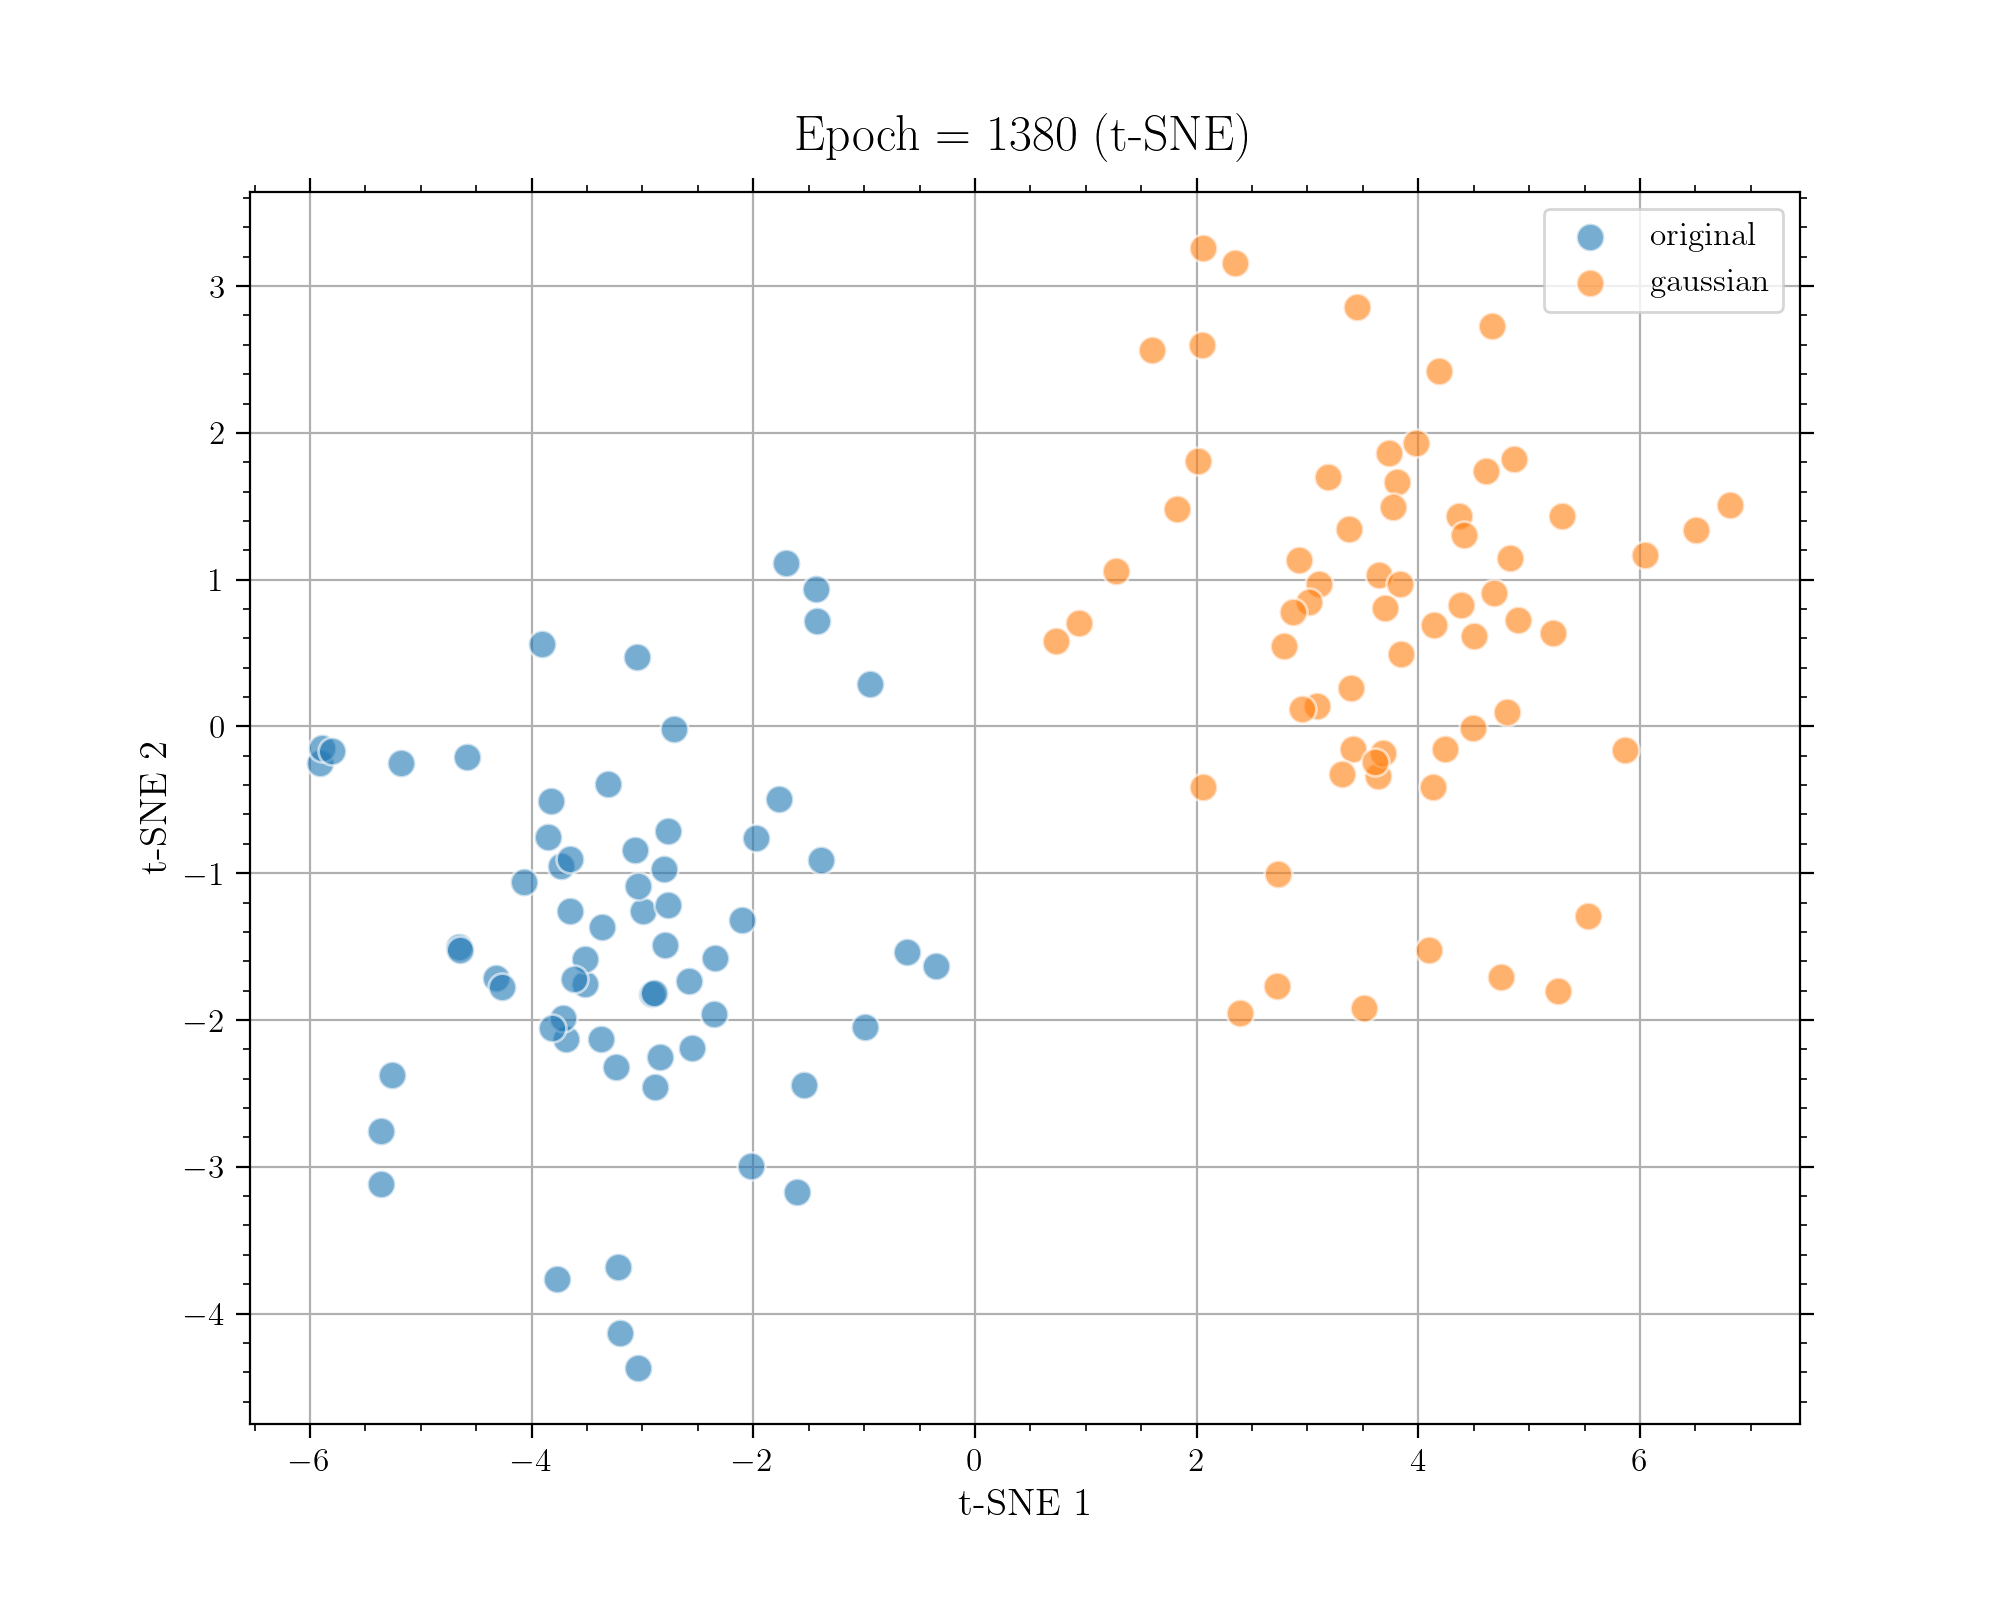 Epoch = 1380 (t-SNE)
original
gaussian
3
2
1
0
−1
−2
−3
−4
t-SNE 2
−6 −4 −2 0 2 4 6
t-SNE 1